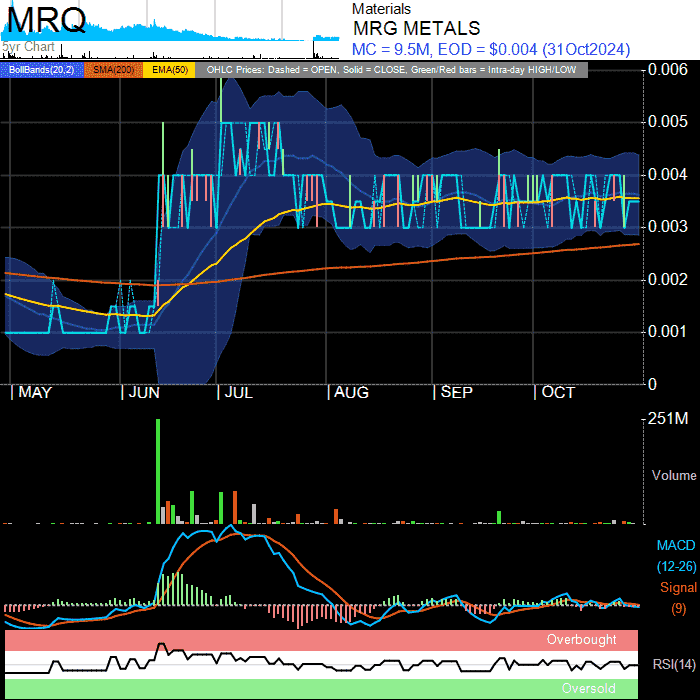 MRQ
5yr Chart
Materials
MRG METALS
MC = 9.5M, EOD = $0.004 (31Oct2024)
BollBands(20,2) SMA(200) EMA(50) OHLC Prices: Dashed = OPEN, Solid = CLOSE, Green/Red bars = Intra-day HIGH/LOW
0.006
0.005
0.004
0.003
0.002
0.001
0
MAY JUN JUL AUG SEP OCT
251M
Volume
MACD
(12-26)
Signal
(9)
Overbought
RSI(14)
Oversold